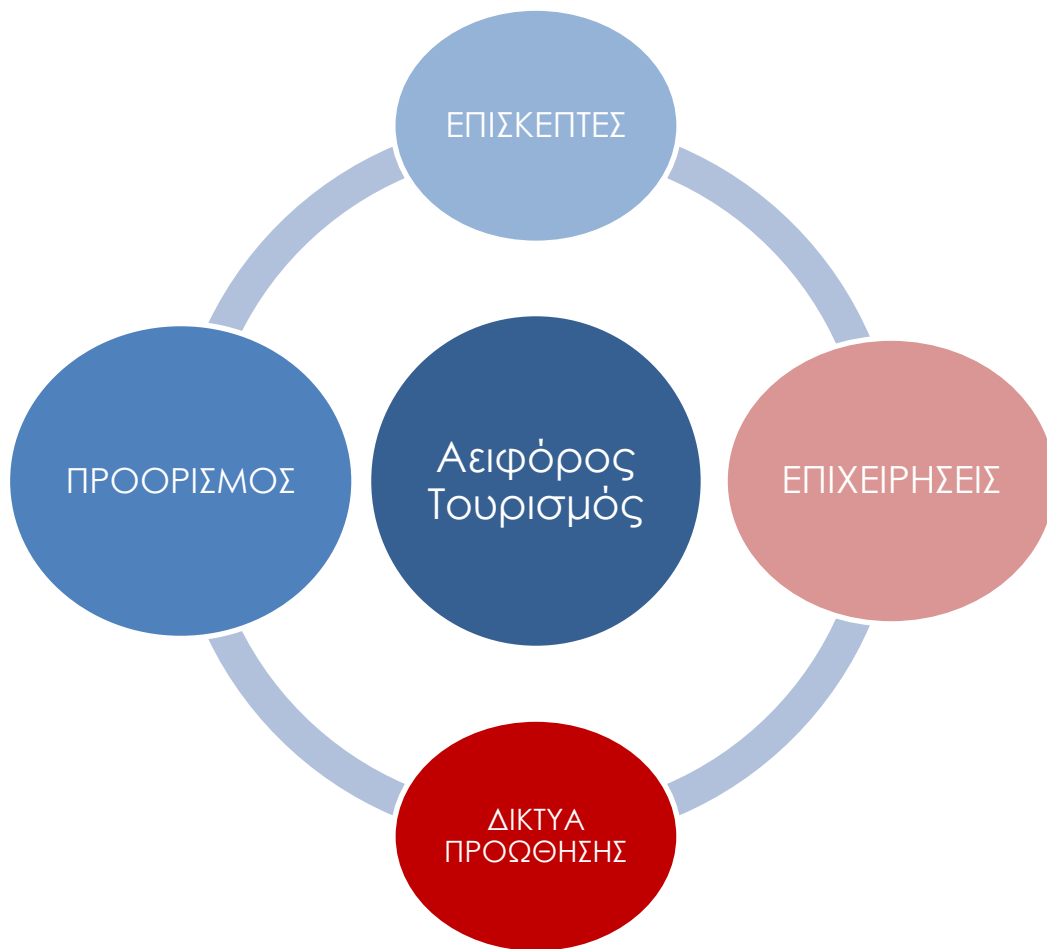 ΕΠΙΣΚΕΠΤΕΣ
ΠΡΟΟΡΙΣΜΟΣ
Αειφόρος
Τουρισμός
ΕΠΙΧΕΙΡΗΣΕΙΣ
ΔΙΚΤΥΑ
ΠΡΟΩΘΗΣΗΣ